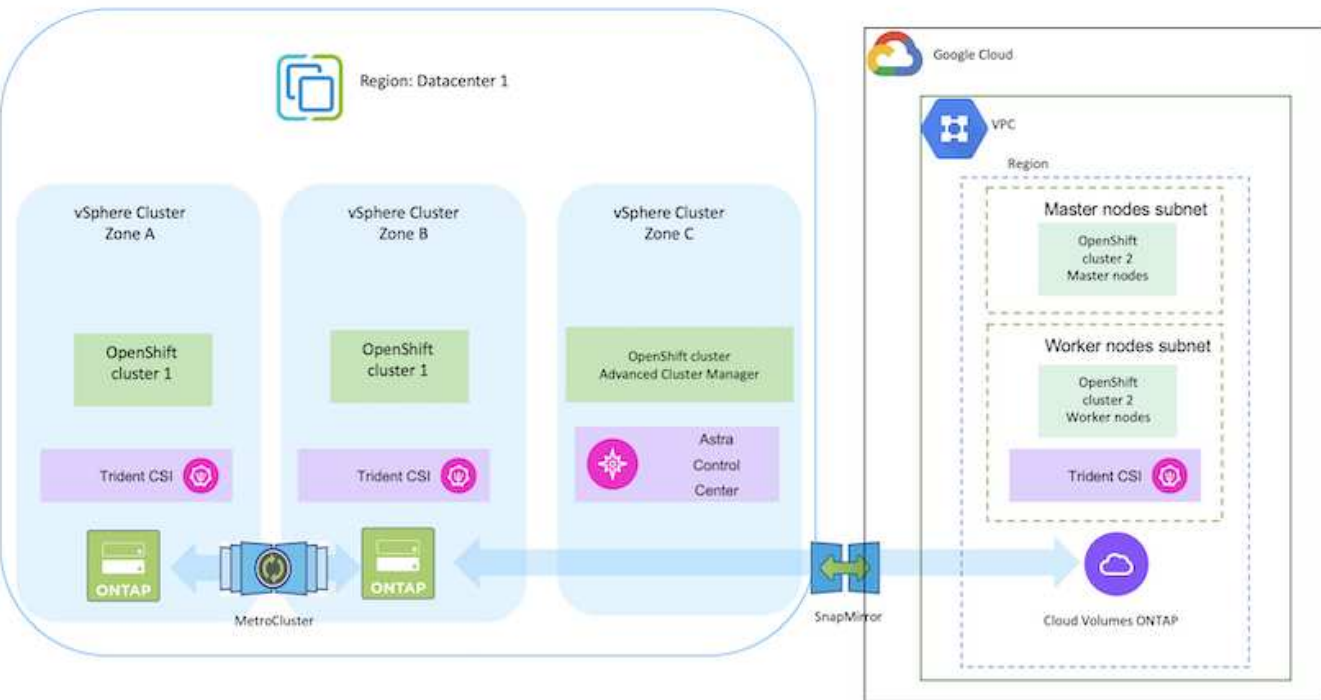 Region: Datacenter 1
vSphere Cluster
Zone A
OpenShift
cluster 1
Trident CSI
ONTAP
vSphere Cluster
Zone B
OpenShift
cluster 1
Trident CSI
ONTAP
MetroCluster
vSphere Cluster
Zone C
OpenShift cluster
Advanced Cluster Manager
Astra
Control
Center
SnapMirror
Google Cloud
VPC
Region
Master nodes subnet
OpenShift
cluster 2
Master nodes
Worker nodes subnet
OpenShift
cluster 2
Worker nodes
Trident CSI
Cloud Volumes ONTAP